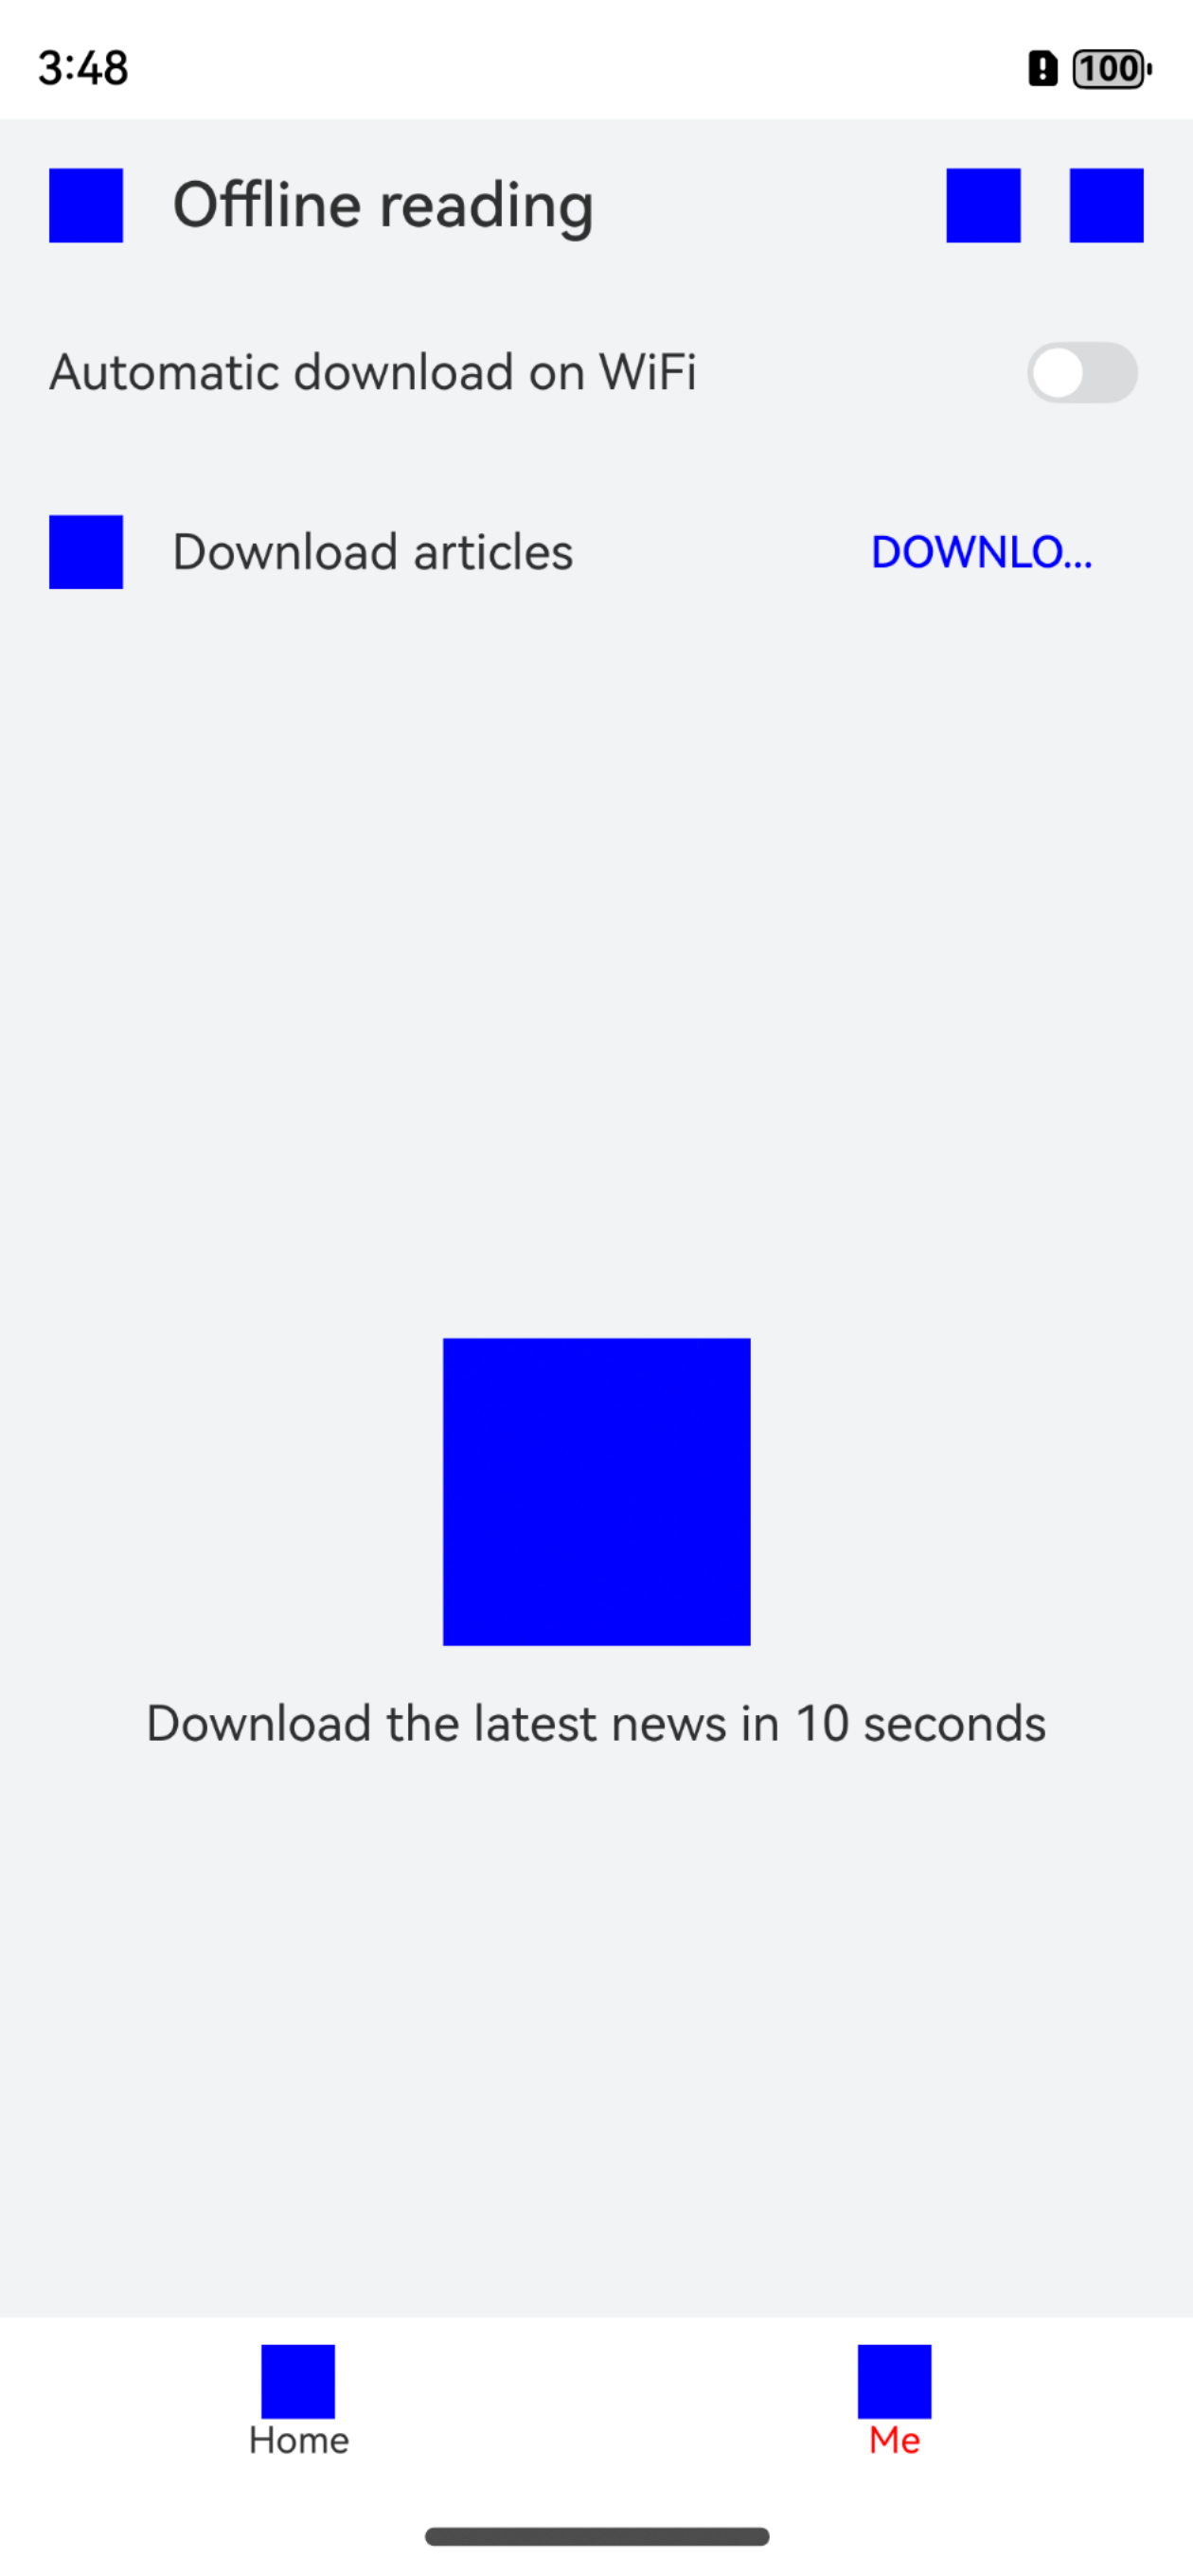 3:48
100
Offline reading
Automatic download on WiFi
Download articles
DOWNLO...
Download the latest news in 10 seconds
Home
Me